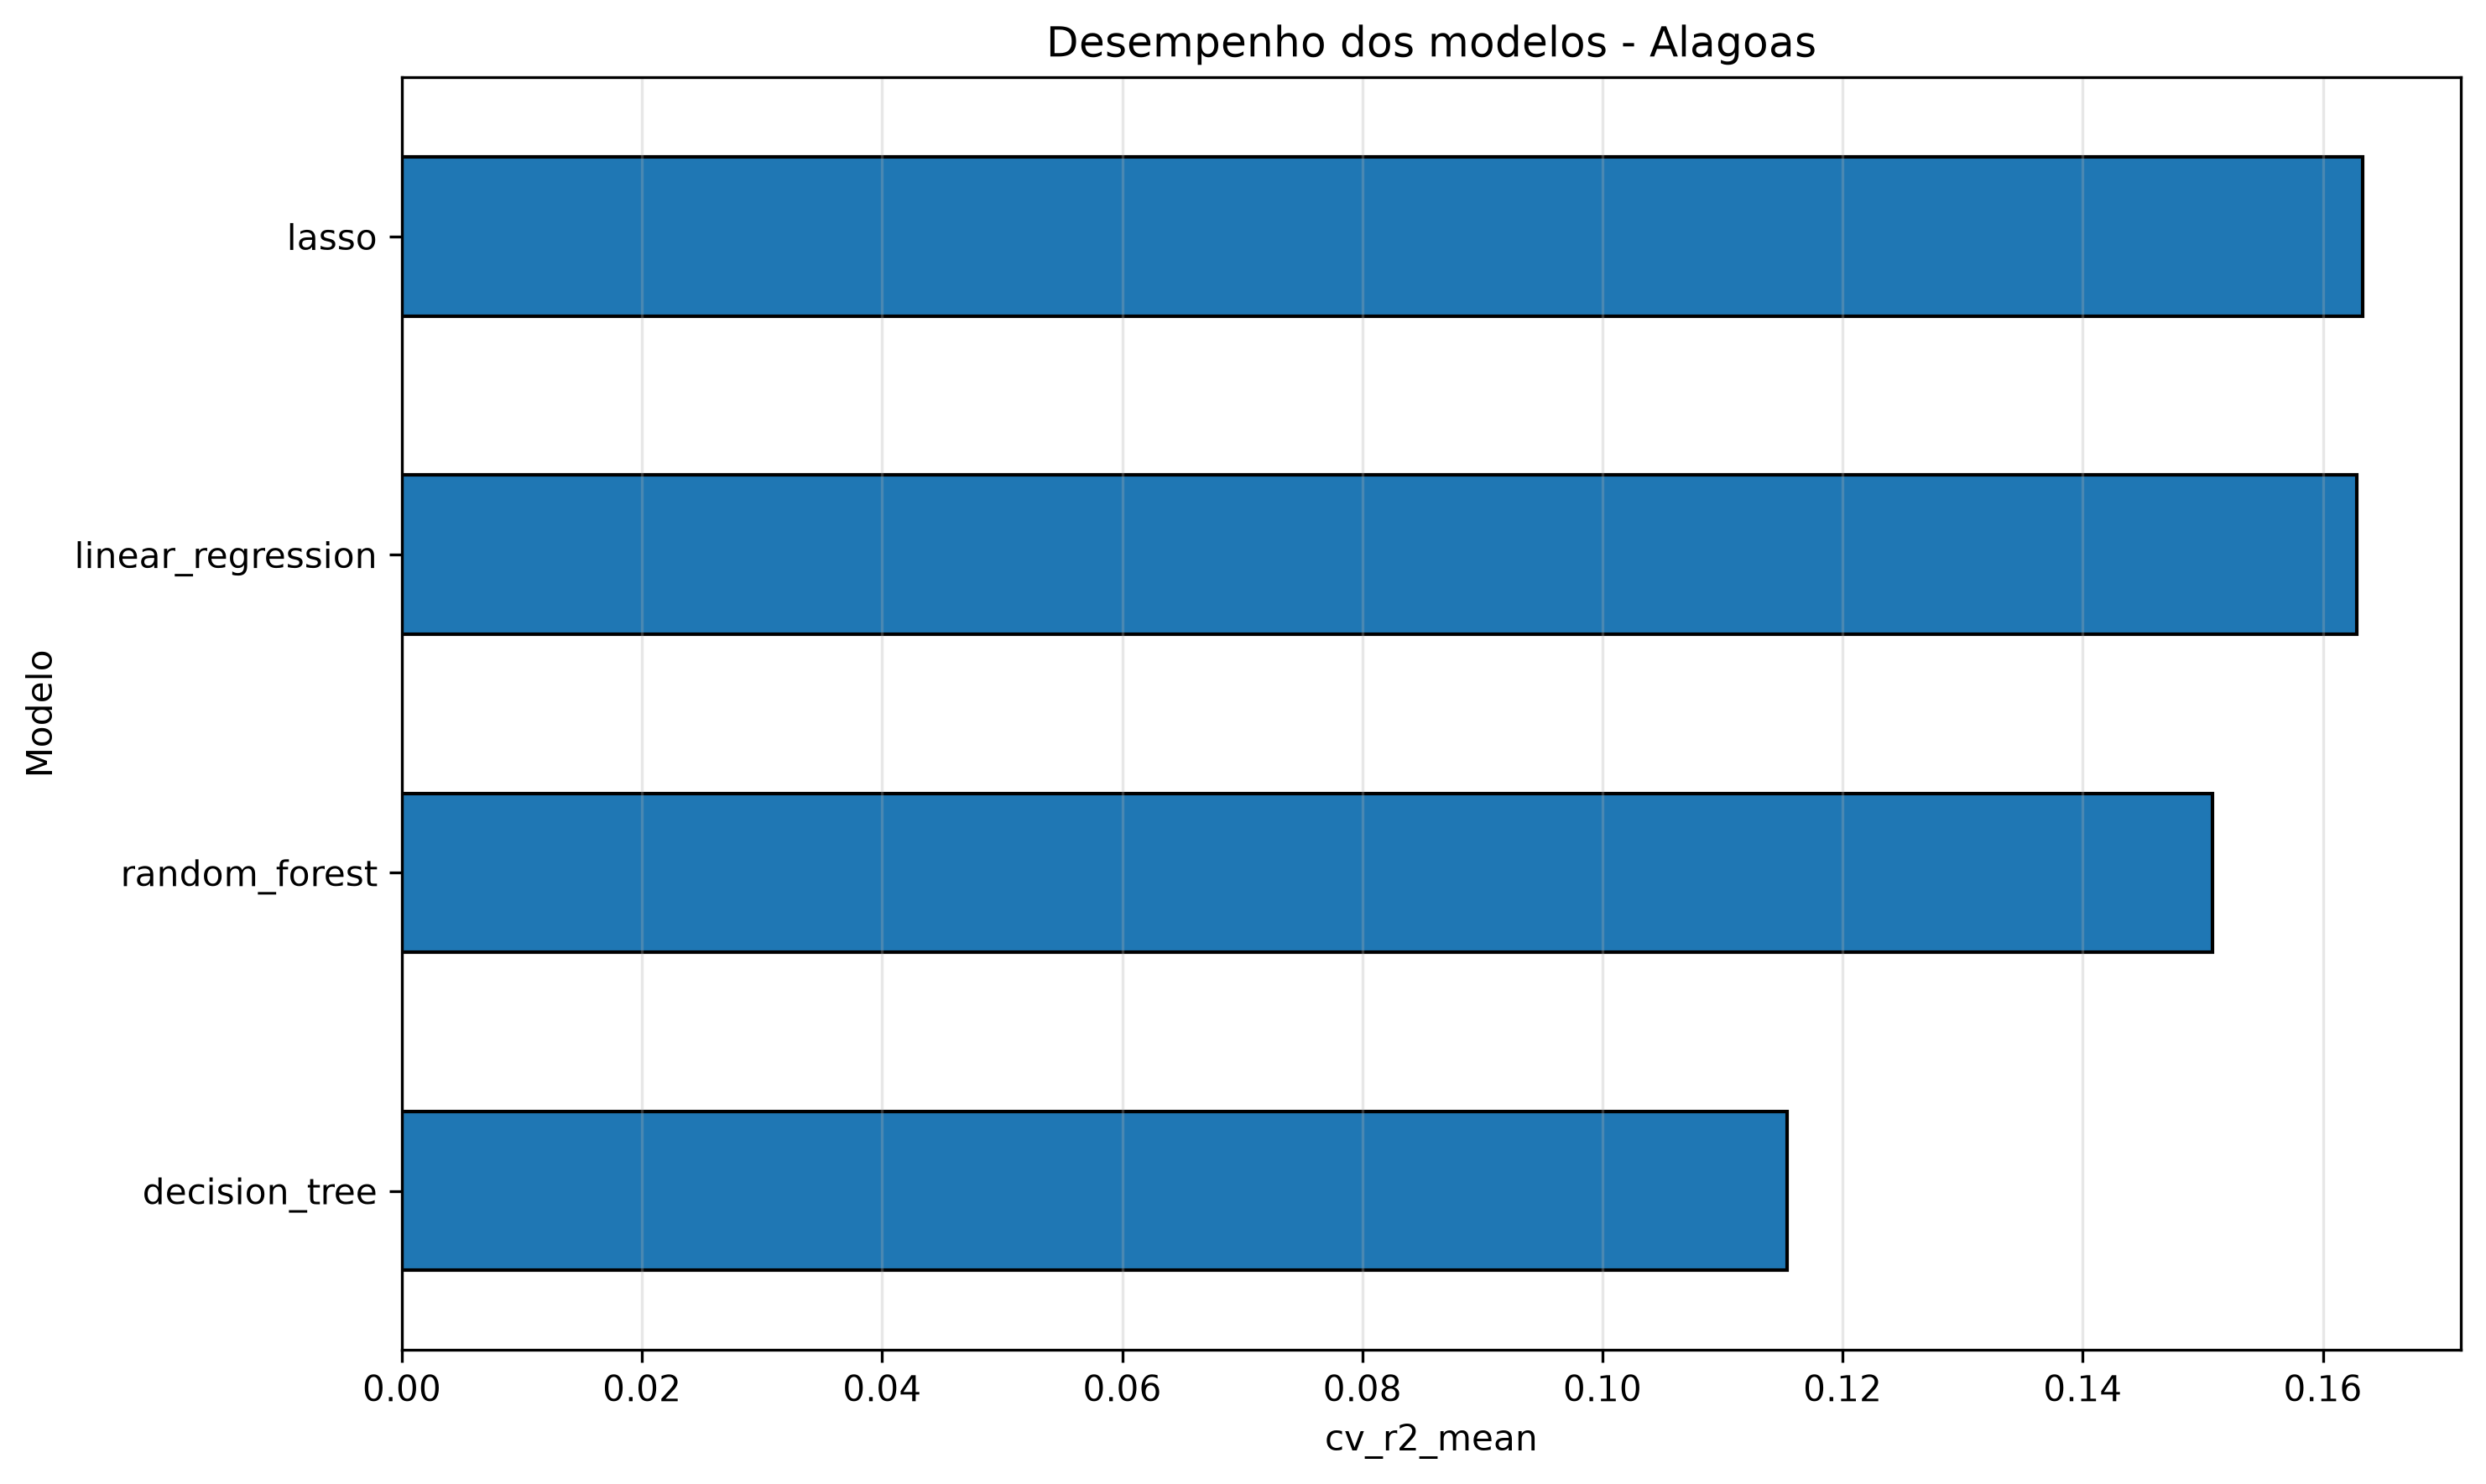 Desempenho dos modelos - Alagoas
Modelo
lasso
linear_regression
random_forest
decision_tree
0.00 0.02 0.04 0.06 0.08 0.10 0.12 0.14 0.16
cv_r2_mean